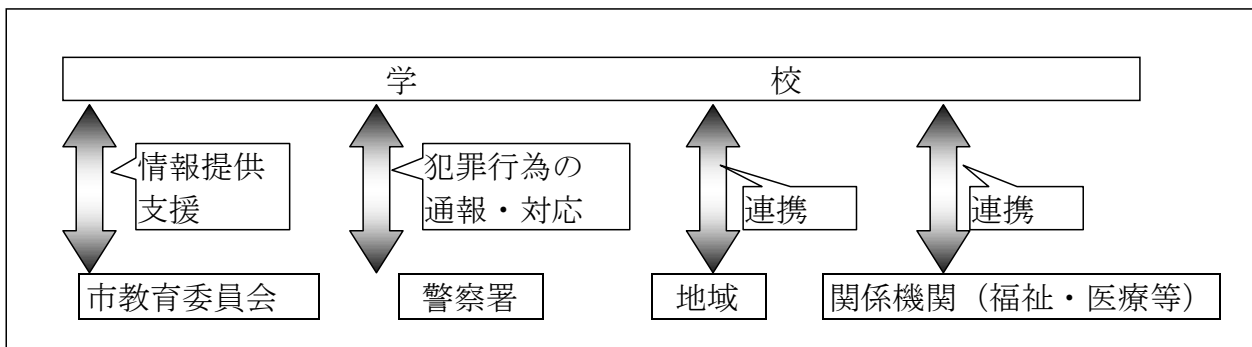 学　　校
情報提供
支援
犯罪行為の
通報・対応
連携
連携
市教育委員会
警察署
地域
関係機関（福祉・医療等）